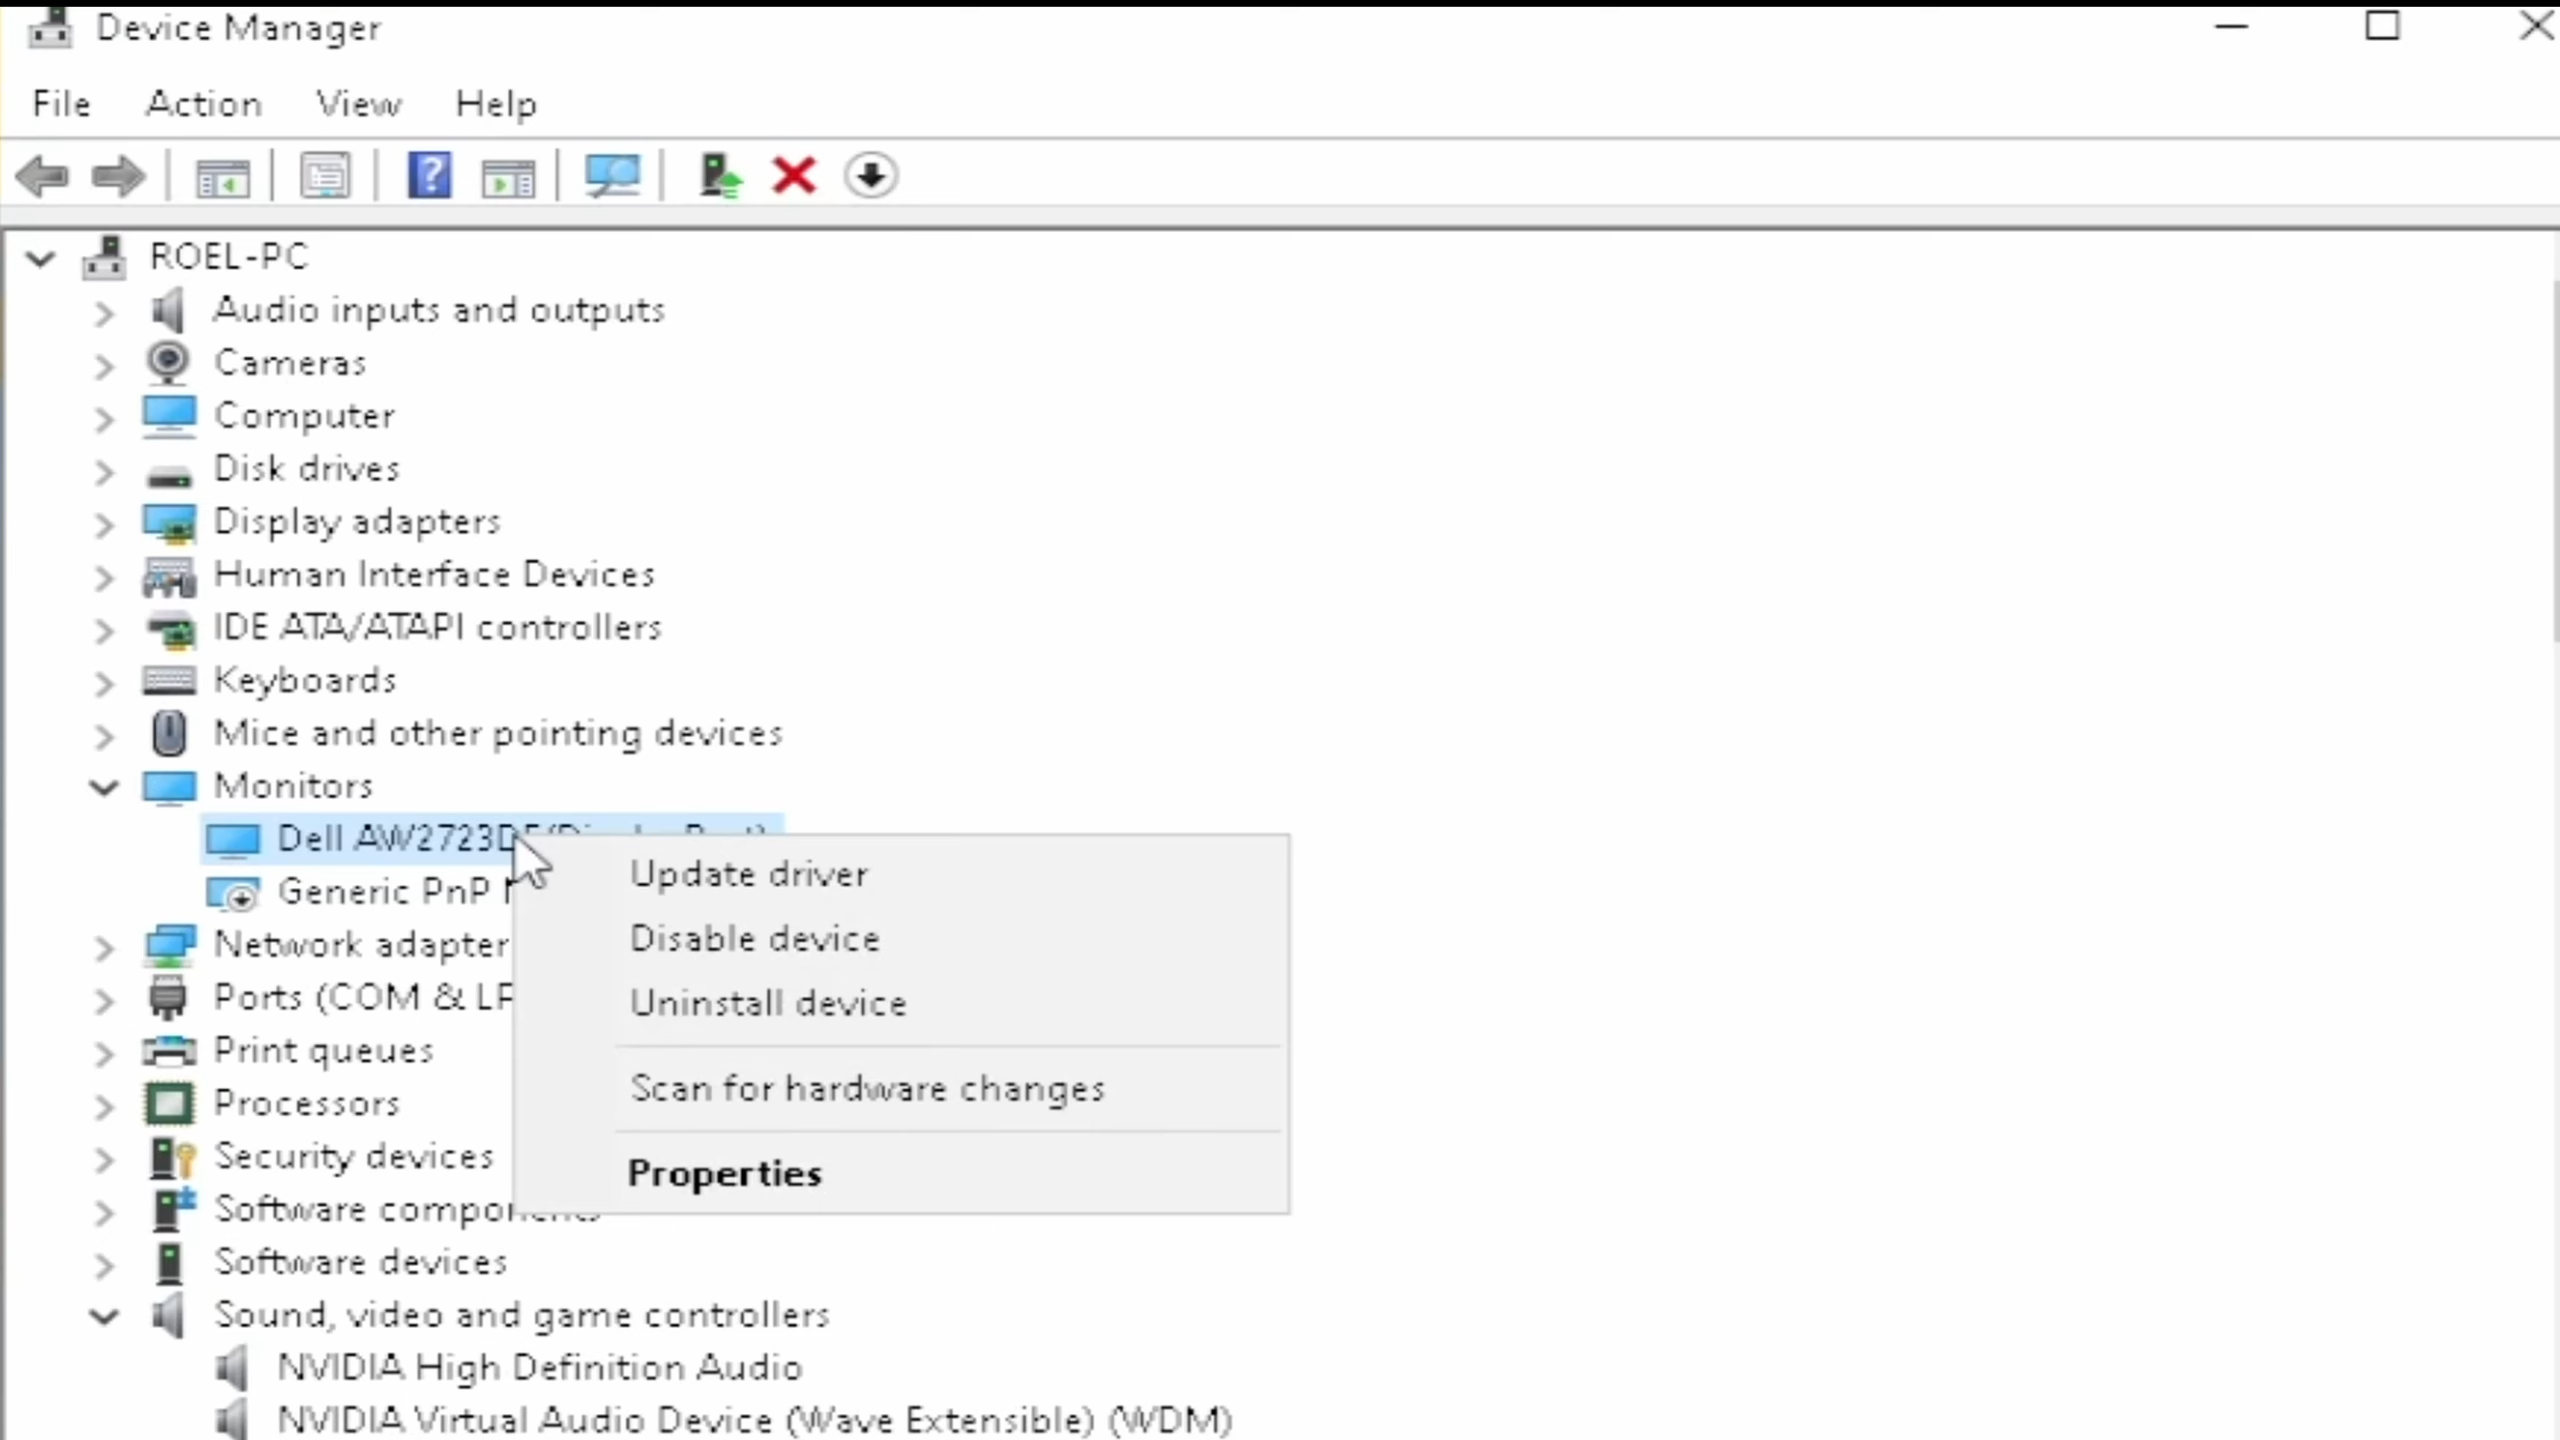 Device Manager
File Action View Help
ROEL-PC
Audio inputs and outputs
Cameras
Computer
Disk drives
Display adapters
Human Interface Devices
IDE ATA/ATAPI controllers
Keyboards
Mice and other pointing devices
Monitors
Dell
Generic PnP
Update driver
Disable device
Uninstall device
Scan for hardware changes
Properties
Network adapter
Ports (COM &
Print queues
Processors
Security devices
Software
Software devices
Sound, video and game controllers
NVIDIA High Definition Audio
NVIDIA Virtual Audio Device (Wave Extensible) (WDM)